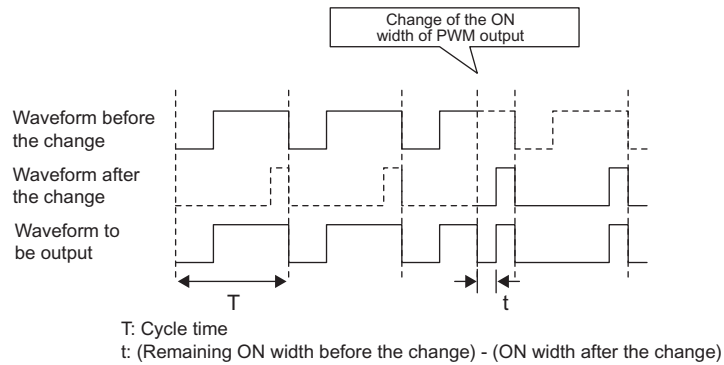 Change of the ON
width of PWM output
Waveform before
the change
Waveform after
the change
Waveform to
be output
T
t
T: Cycle time
t: (Remaining ON width before the change) - (ON width after the change)